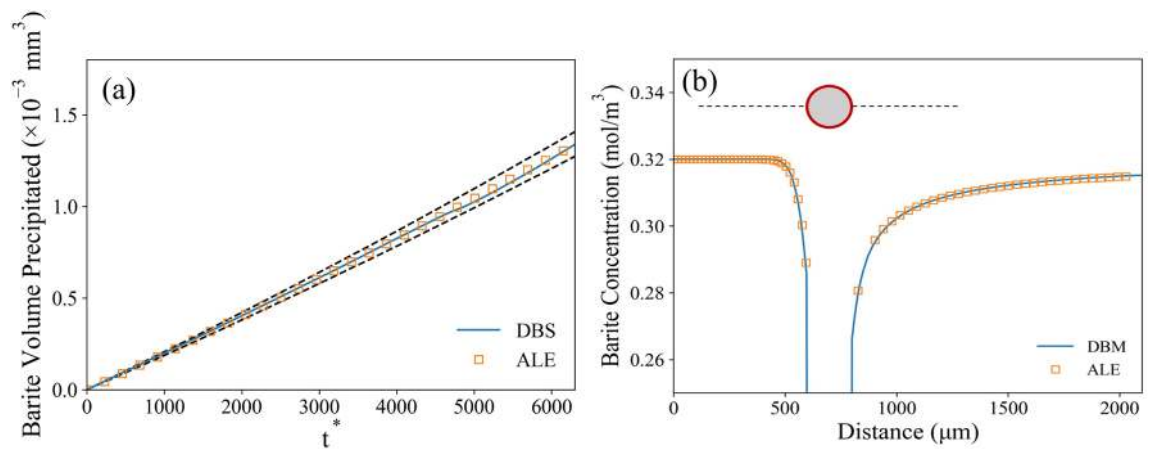 (a)
Barite Volume Precipitated (×10⁻³ mm³)
1.5
1.0
0.5
0.0
DBS
ALE
0 1000 2000 3000 4000 5000 6000
t*
(b)
Barite Concentration (mol/m³)
0.34
0.32
0.30
0.28
0.26
DBM
ALE
0 500 1000 1500 2000
Distance (μm)